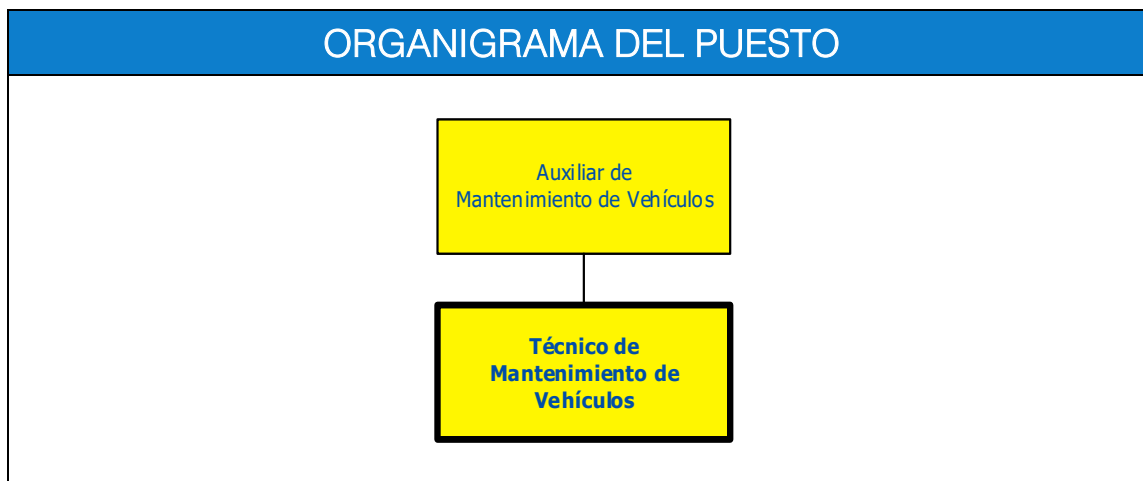 ORGANIGRAMA DEL PUESTO
Auxiliar de
Mantenimiento de Vehículos
Técnico de
Mantenimiento de
Vehículos